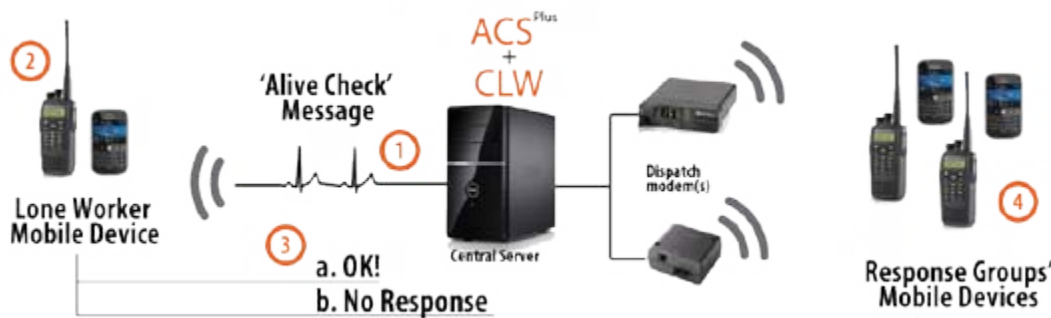 2
Lone Worker
Mobile Device
'Alive Check'
Message
1
3
a. OK!
b. No Response
ACS Plus
+
CLW
Central Server
Dispatch
modem(s)
4
Response Groups'
Mobile Devices